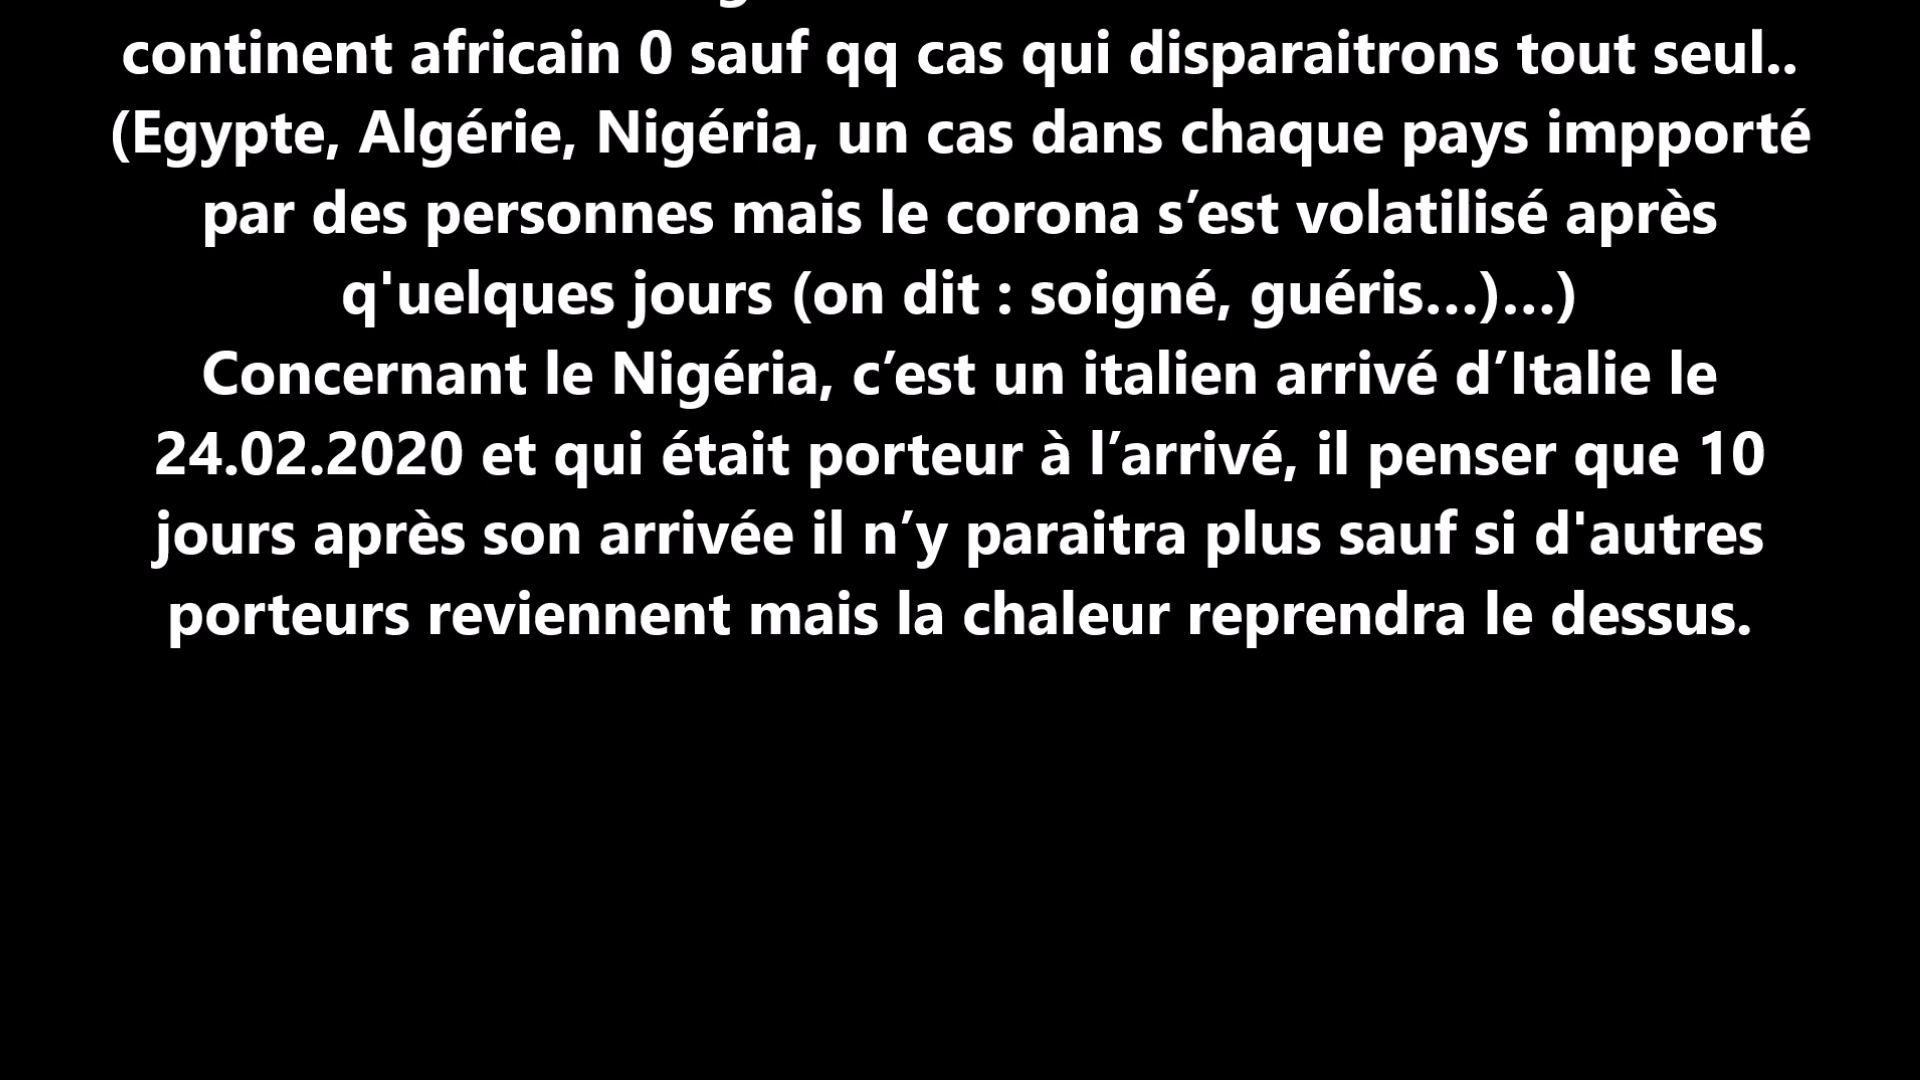 continent africain 0 sauf qq cas qui disparaitrons tout seul..
(Egypte, Algérie, Nigéria, un cas dans chaque pays impporté
par des personnes mais le corona s’est volatilisé après
q'uelques jours (on dit : soigné, guéris…)…)
Concernant le Nigéria, c’est un italien arrivé d’Italie le
24.02.2020 et qui était porteur à l’arrivé, il penser que 10
jours après son arrivée il n’y paraitra plus sauf si d'autres
porteurs reviennent mais la chaleur reprendra le dessus.